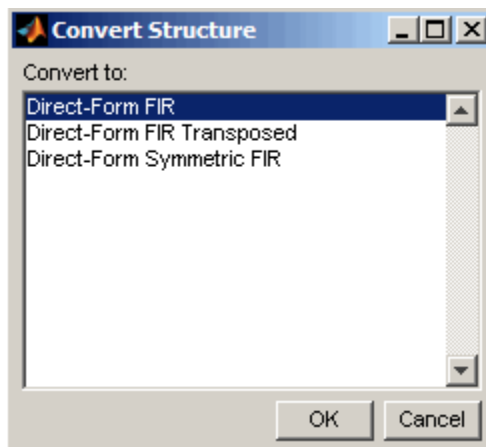 Convert Structure
Convert to:
Direct-Form FIR
Direct-Form FIR Transposed
Direct-Form Symmetric FIR
OK Cancel